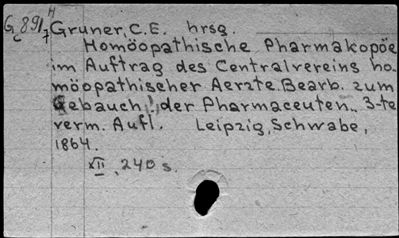 G 891 H
Gruner, C.E. hrsg.
Homöopathische Pharmakopöe
im Auftrag des Centralvereins ho-
möopathischer Aerzte. Bearb. zum
Gebauch! der Pharmaceuten. 3-te
verm. Aufl. Leipzig, Schwabe,
1864.
XII, 240 s.